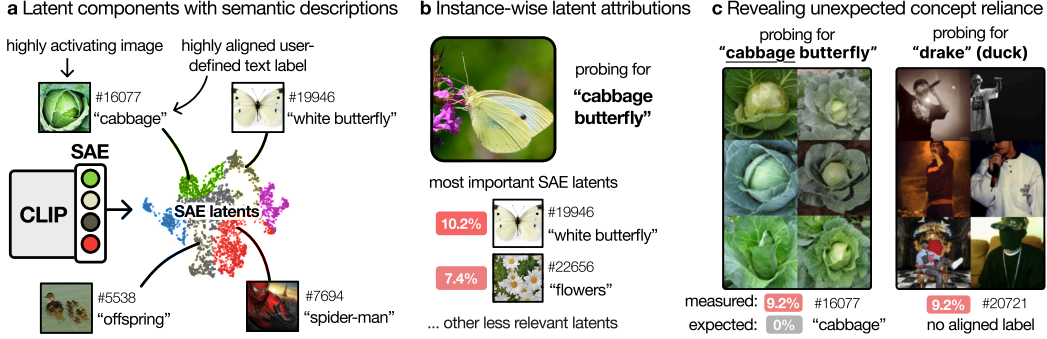 a Latent components with semantic descriptions
highly activating image
highly aligned user-
defined text label
#16077
"cabbage"
#19946
"white butterfly"
SAE
CLIP
SAE latents
#5538
"offspring"
#7694
"spider-man"
b Instance-wise latent attributions
probing for
"cabbage
butterfly"
most important SAE latents
10.2%
#19946
"white butterfly"
7.4%
#22656
"flowers"
... other less relevant latents
c Revealing unexpected concept reliance
probing for
"cabbage butterfly"
probing for
"drake" (duck)
measured: 9.2% #16077
expected: 0% "cabbage"
9.2% #20721
no aligned label